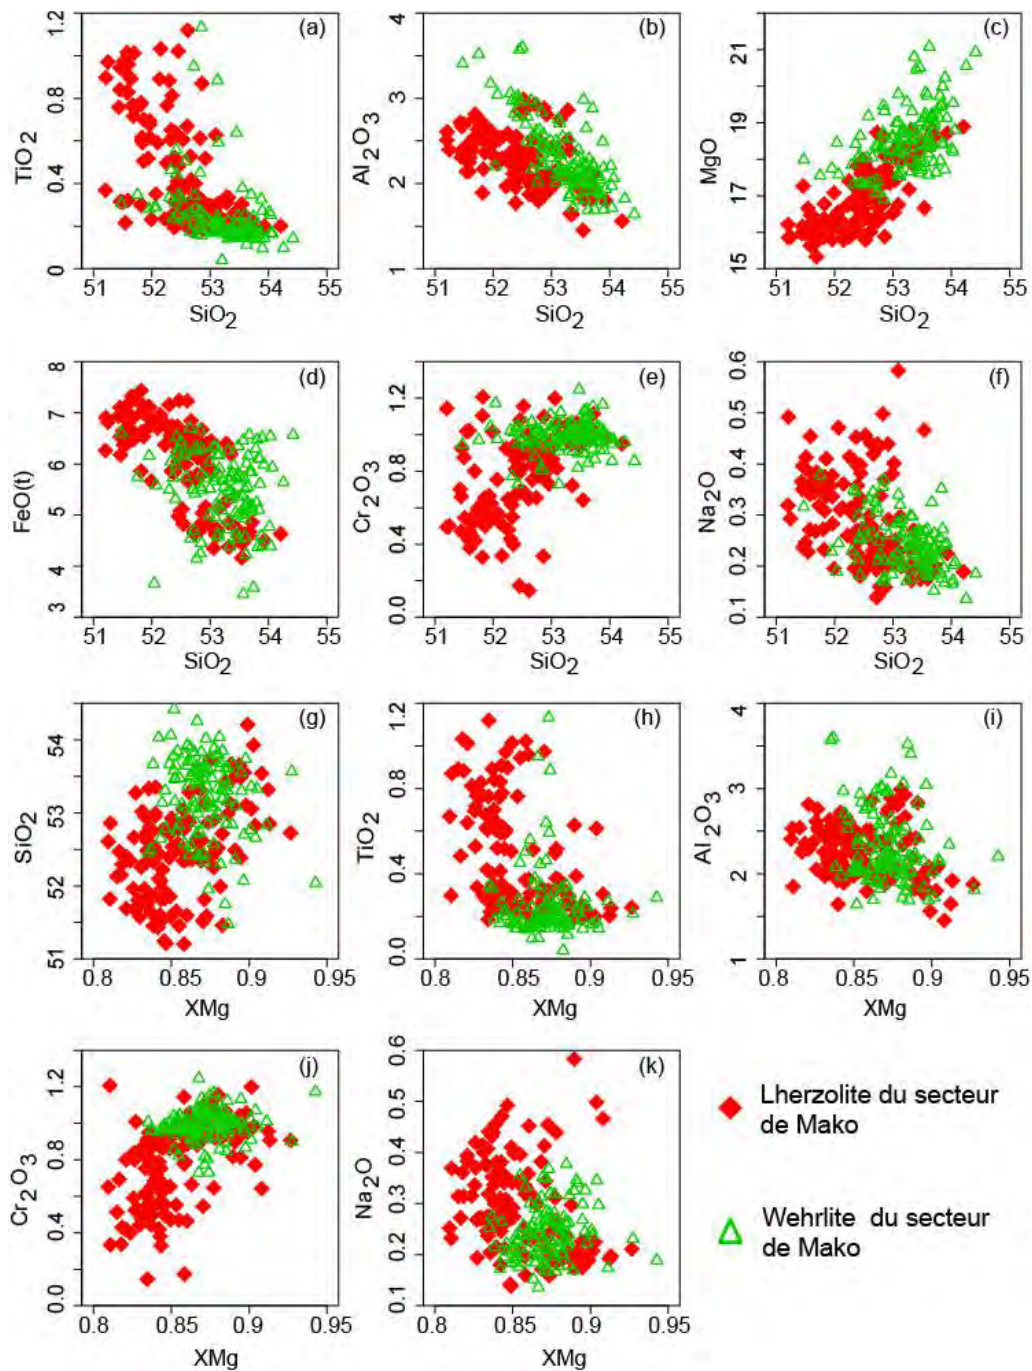 (a)
TiO2
0 0.4 0.8 1.2
51 52 53 54 55
SiO2
(b)
Al2O3
1 2 3 4
51 52 53 54 55
SiO2
(c)
MgO
15 17 19 21
51 52 53 54 55
SiO2
(d)
FeO(t)
3 4 5 6 7 8
51 52 53 54 55
SiO2
(e)
Cr2O3
0.0 0.4 0.8 1.2
51 52 53 54 55
SiO2
(f)
Na2O
0.1 0.2 0.3 0.4 0.5 0.6
51 52 53 54 55
SiO2
(g)
SiO2
51 52 53 54
0.8 0.85 0.9 0.95
XMg
(h)
TiO2
0.0 0.4 0.8 1.2
0.8 0.85 0.9 0.95
XMg
(i)
Al2O3
1 2 3 4
0.8 0.85 0.9 0.95
XMg
(j)
Cr2O3
0.0 0.4 0.8 1.2
0.8 0.85 0.9 0.95
XMg
(k)
Na2O
0.1 0.2 0.3 0.4 0.5 0.6
0.8 0.85 0.9 0.95
XMg
Lherzolite du secteur
de Mako
Wehrlite du secteur
de Mako